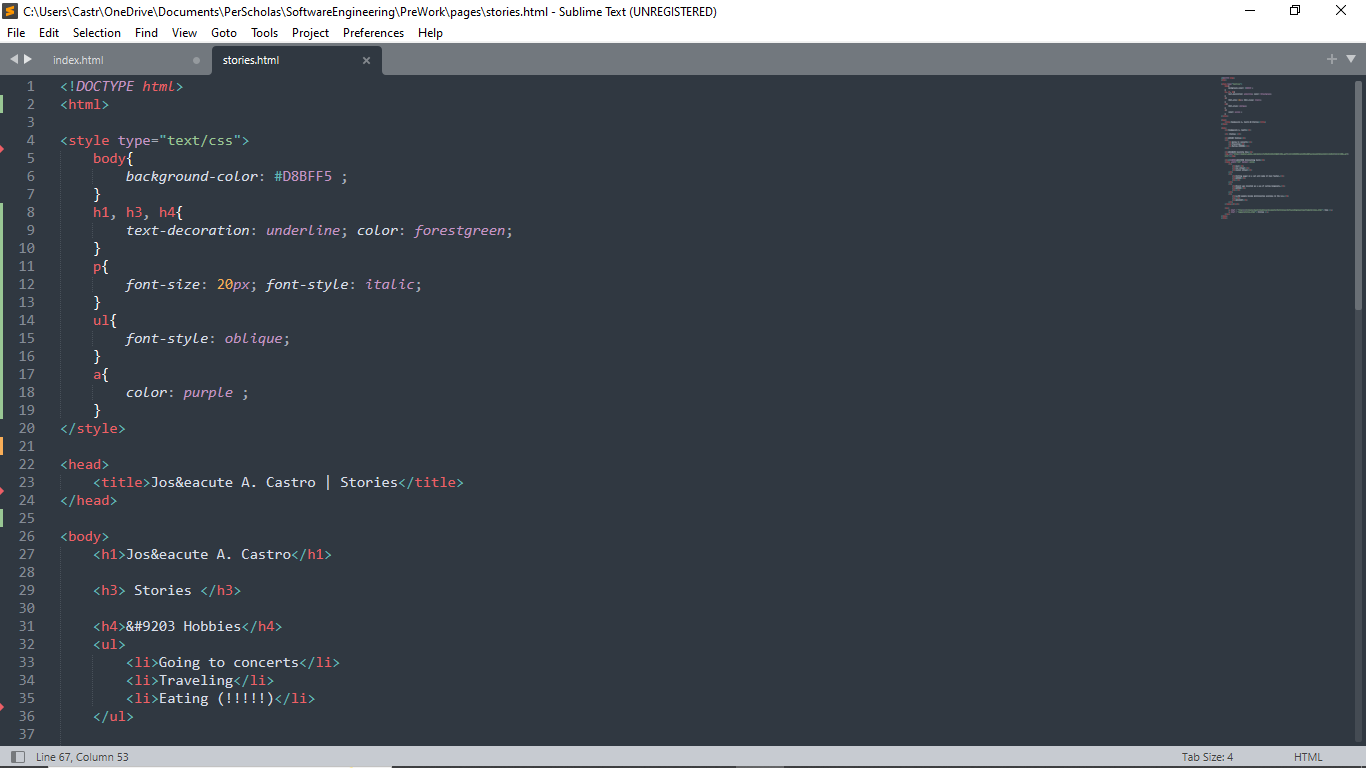 C:\Users\Castr\OneDrive\Documents\PerScholas\SoftwareEngineering\PreWork\pages\stories.html - Sublime Text (UNREGISTERED)
File Edit Selection Find View Goto Tools Project Preferences Help
index.html stories.html
1 <!DOCTYPE html>
2 <html>
3
4 <style type="text/css">
5 body{
6 background-color: #D8BFF5 ;
7 }
8 h1, h3, h4{
9 text-decoration: underline; color: forestgreen;
10 }
11 p{
12 font-size: 20px; font-style: italic;
13 }
14 ul{
15 font-style: oblique;
16 }
17 a{
18 color: purple ;
19 }
20 </style>
21
22 <head>
23 <title>Jos&eacute A. Castro | Stories</title>
24 </head>
25
26 <body>
27 <h1>Jos&eacute A. Castro</h1>
28
29 <h3> Stories </h3>
30
31 <h4>&#9203 Hobbies</h4>
32 <ul>
33 <li>Going to concerts</li>
34 <li>Traveling</li>
35 <li>Eating (!!!!!)</li>
36 </ul>
37
Line 67, Column 53 Tab Size: 4 HTML